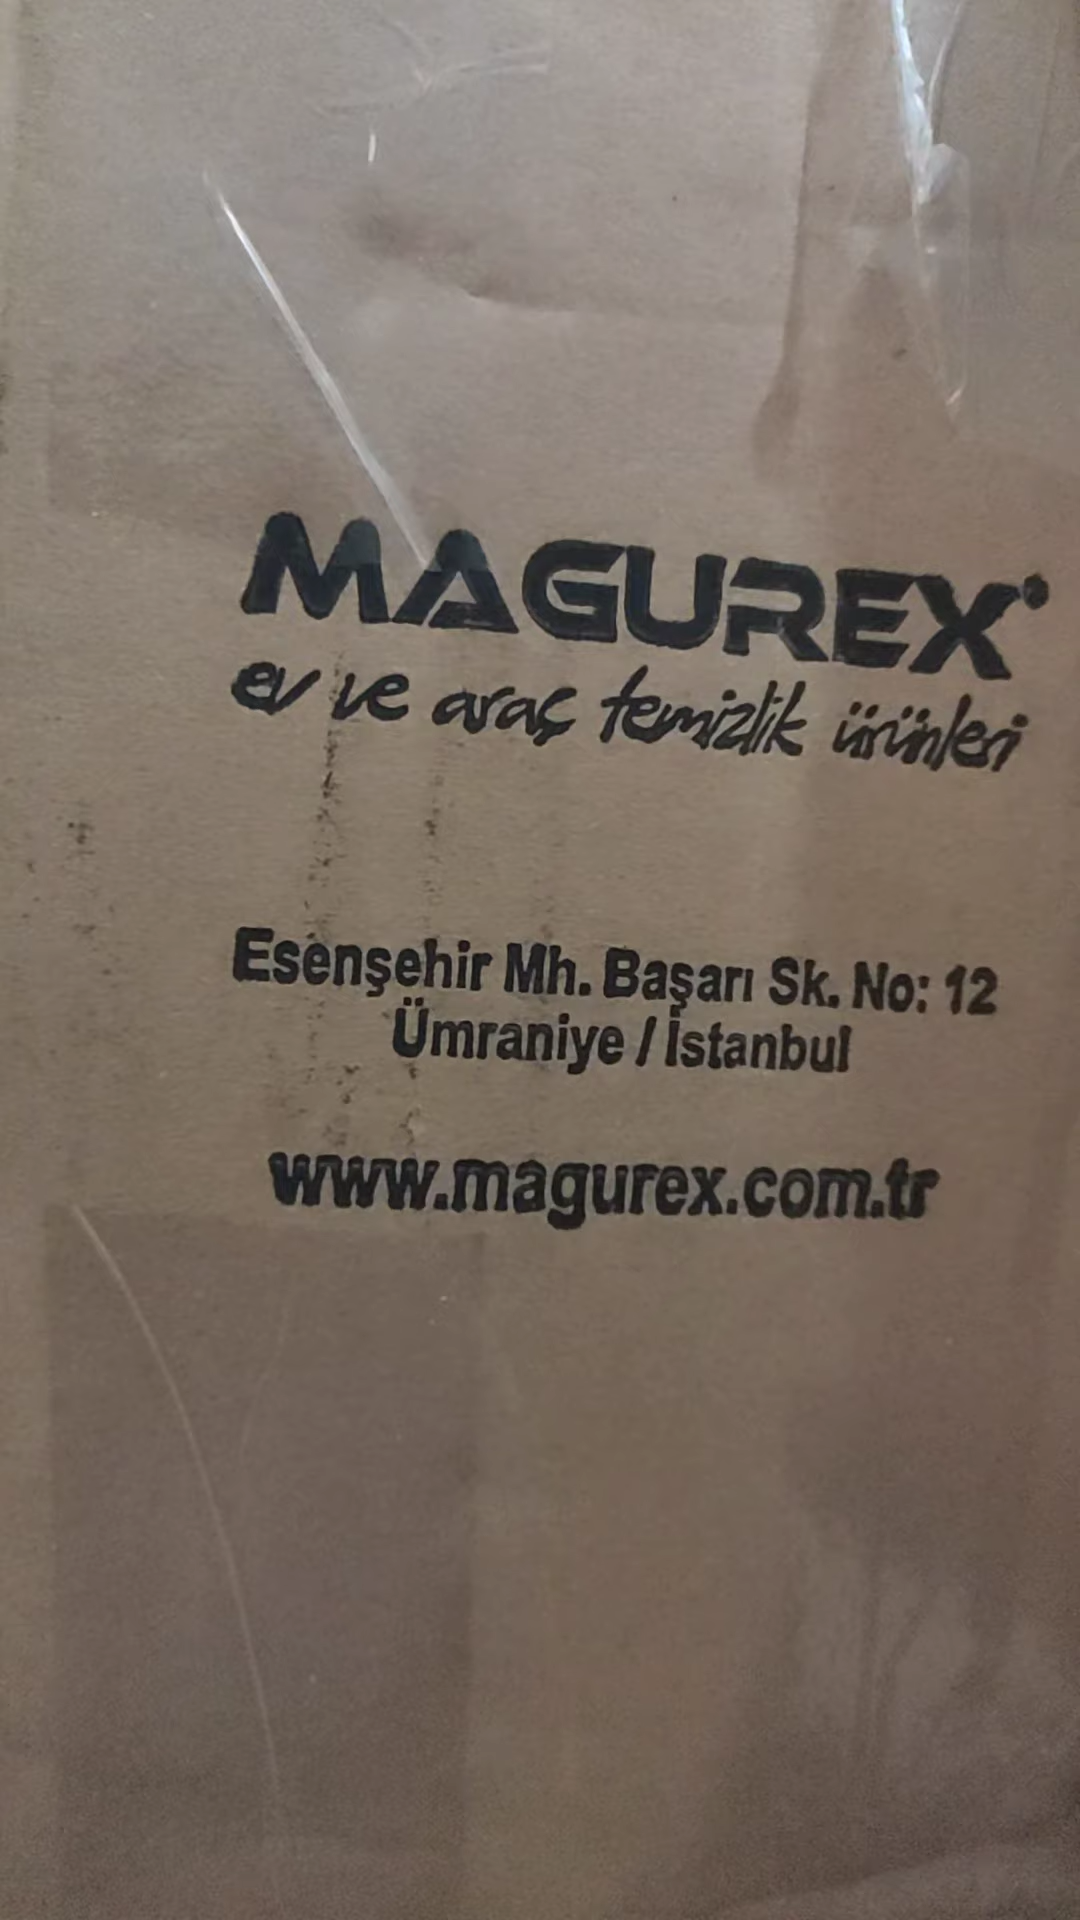 MAGUREX
ev ve araç temizlik ürünleri
Esenşehir Mh. Başarı Sk. No: 12
Ümraniye / İstanbul
www.magurex.com.tr